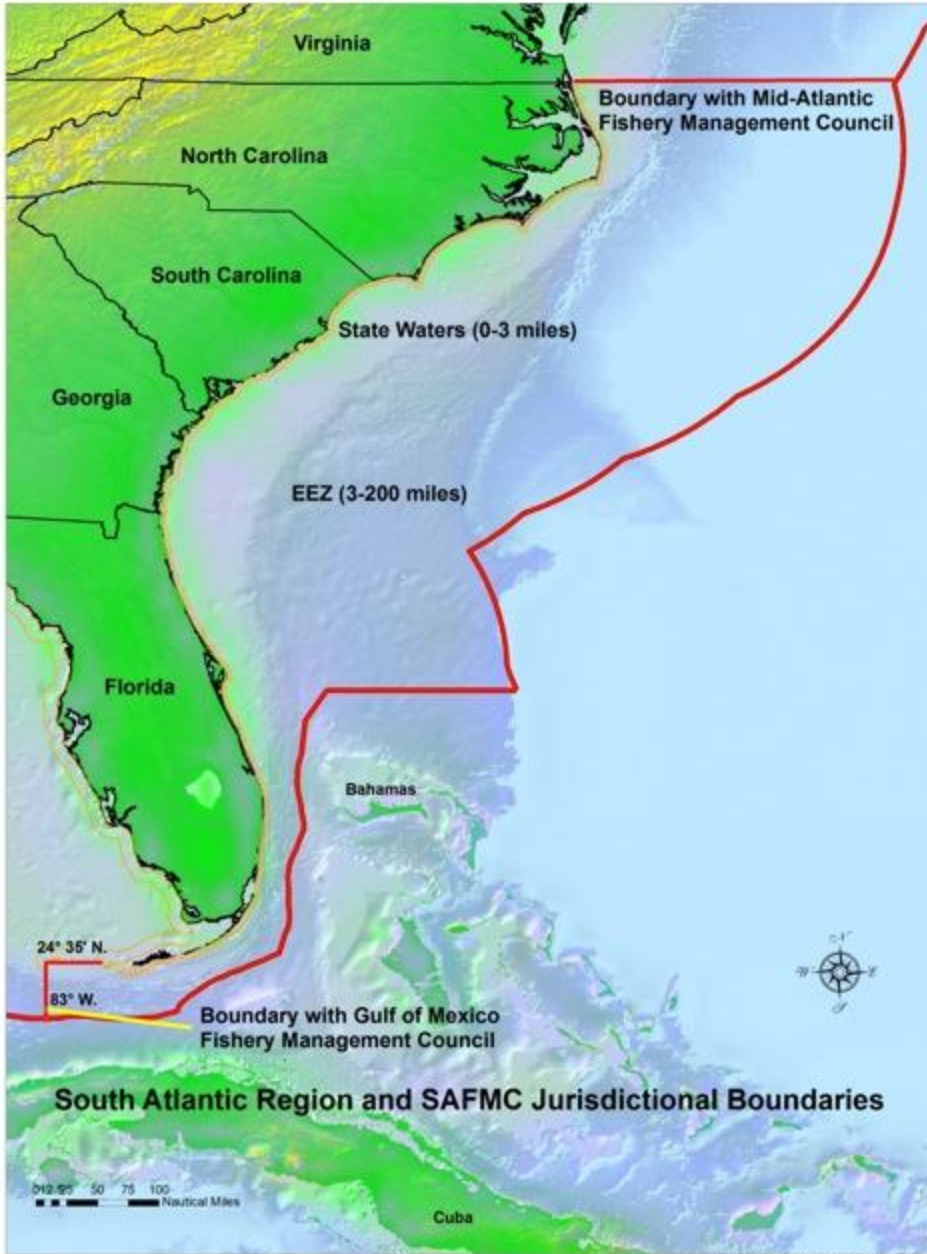 Virginia
Boundary with Mid-Atlantic
Fishery Management Council
North Carolina
South Carolina
State Waters (0-3 miles)
Georgia
EEZ (3-200 miles)
Florida
Bahamas
24° 35' N.
N
W E
S
83° W.
Boundary with Gulf of Mexico
Fishery Management Council
South Atlantic Region and SAFMC Jurisdictional Boundaries
50 75 100
Nautical Miles
Cuba